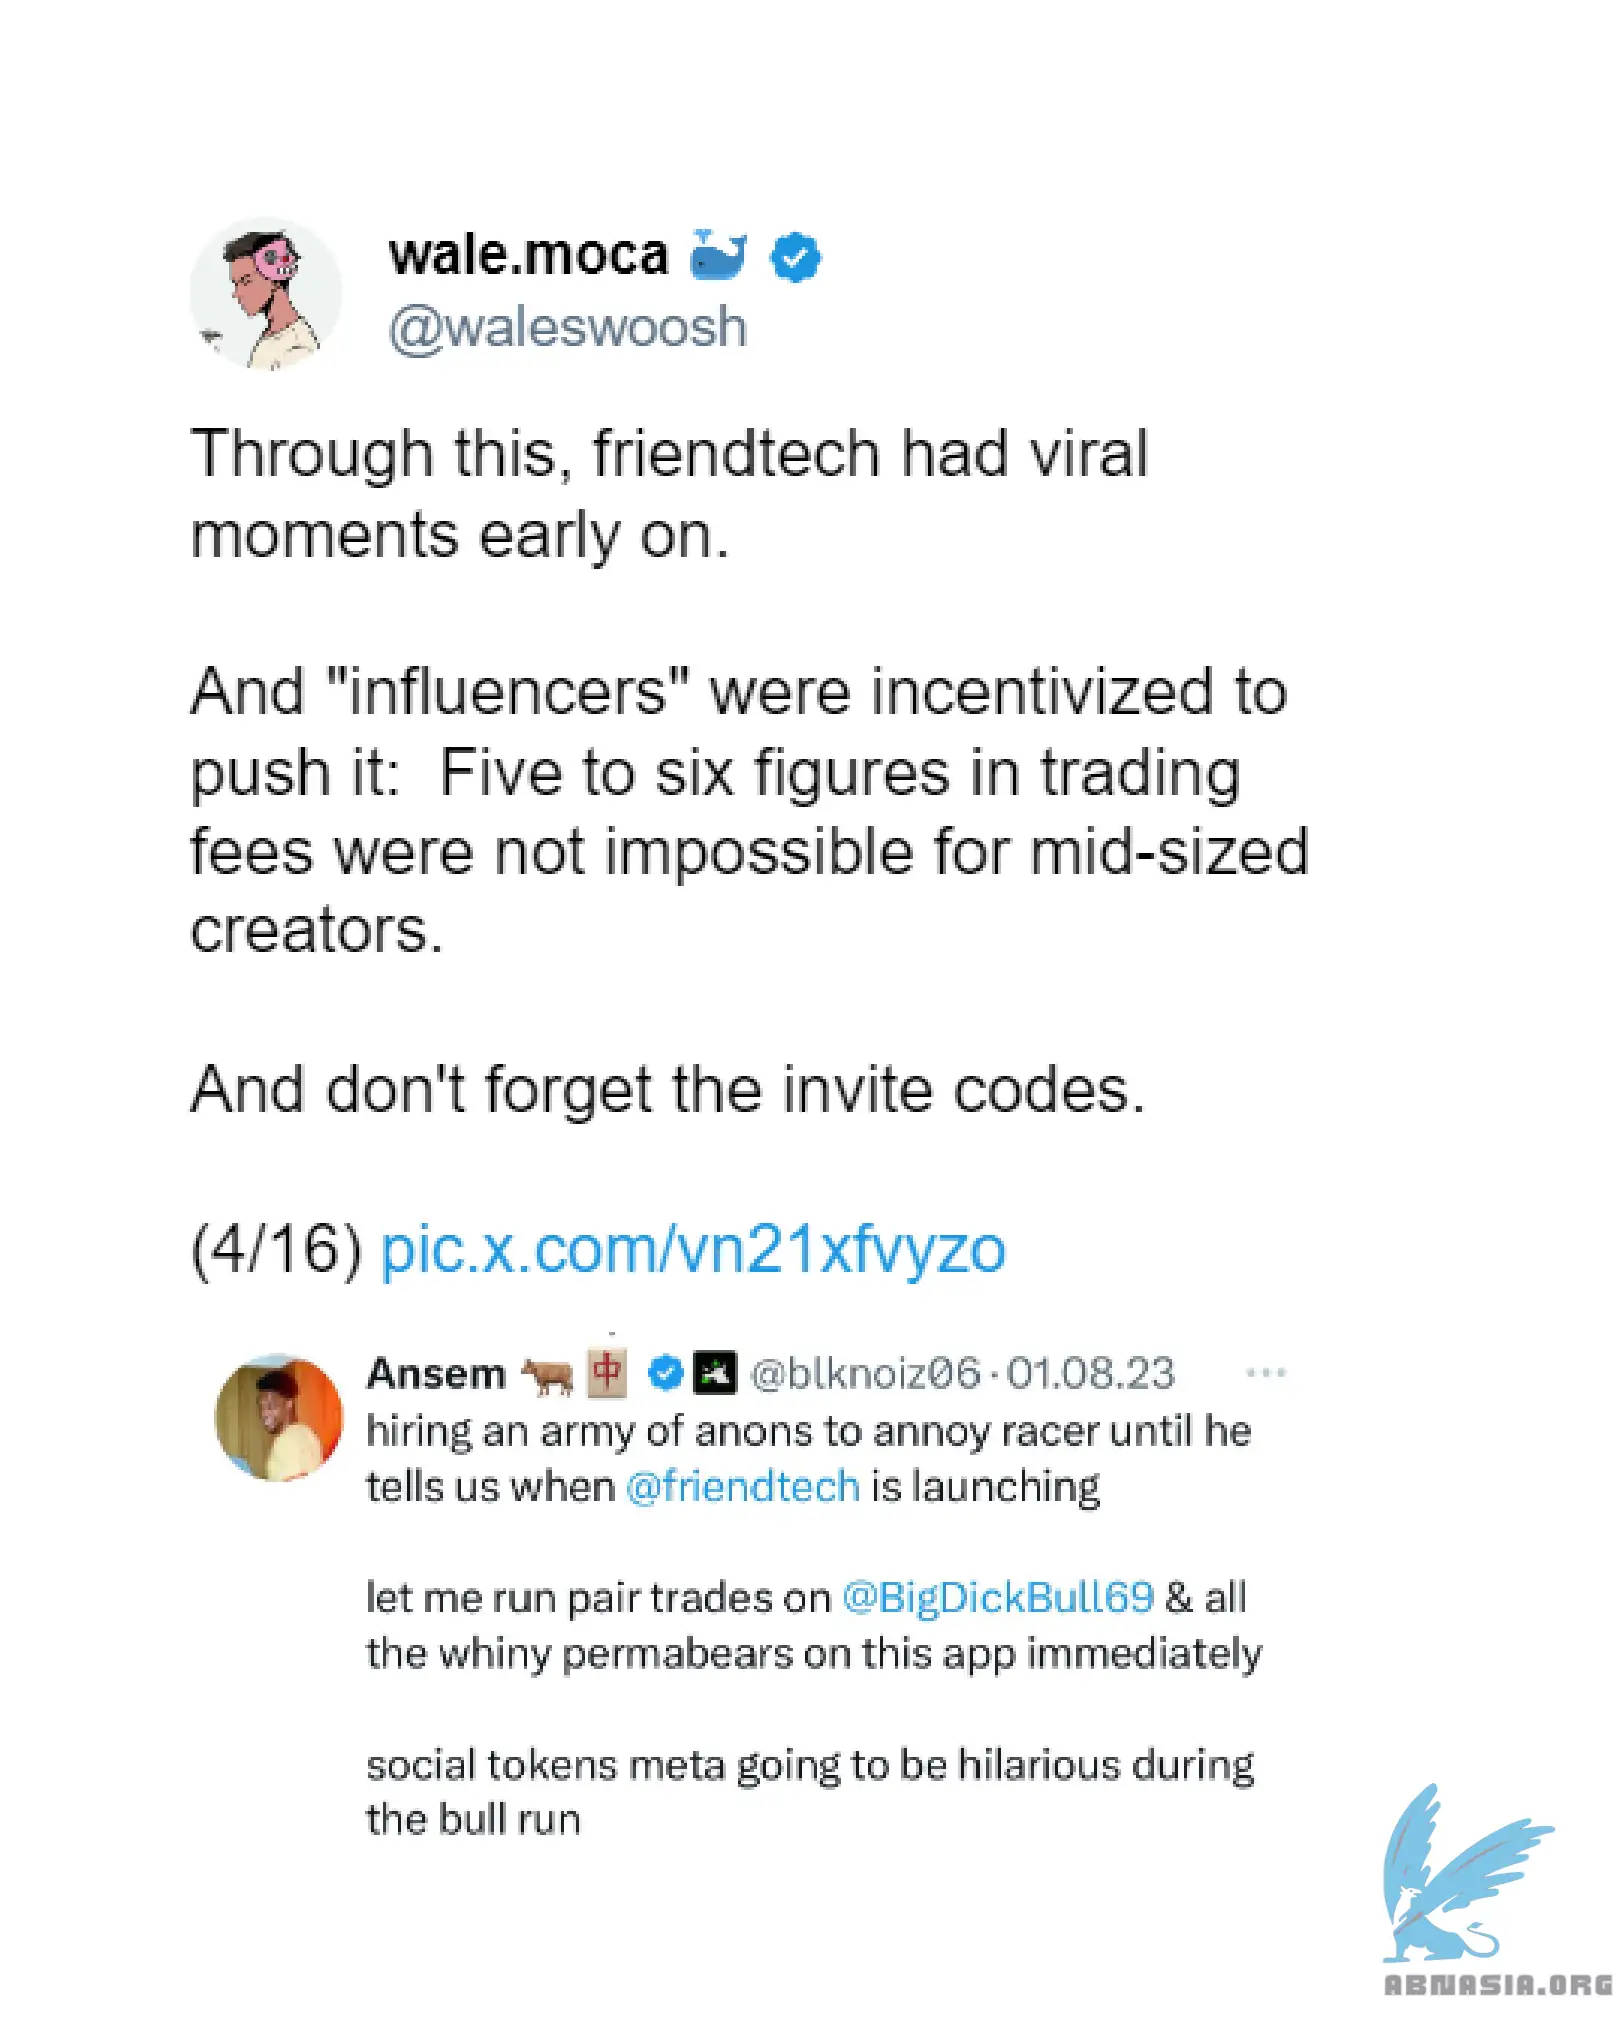 wale.moca 🐳
@waleswoosh
Through this, friendtech had viral
moments early on.
And "influencers" were incentivized to
push it:  Five to six figures in trading
fees were not impossible for mid-sized
creators.
And don't forget the invite codes.
(4/16) pic.x.com/vn21xfvyzo
Ansem 🐂🀄 @blknoiz06 · 01.08.23 ···
hiring an army of anons to annoy racer until he
tells us when @friendtech is launching
let me run pair trades on @BigDickBull69 & all
the whiny permabears on this app immediately
social tokens meta going to be hilarious during
the bull run
ABNASIA.ORG